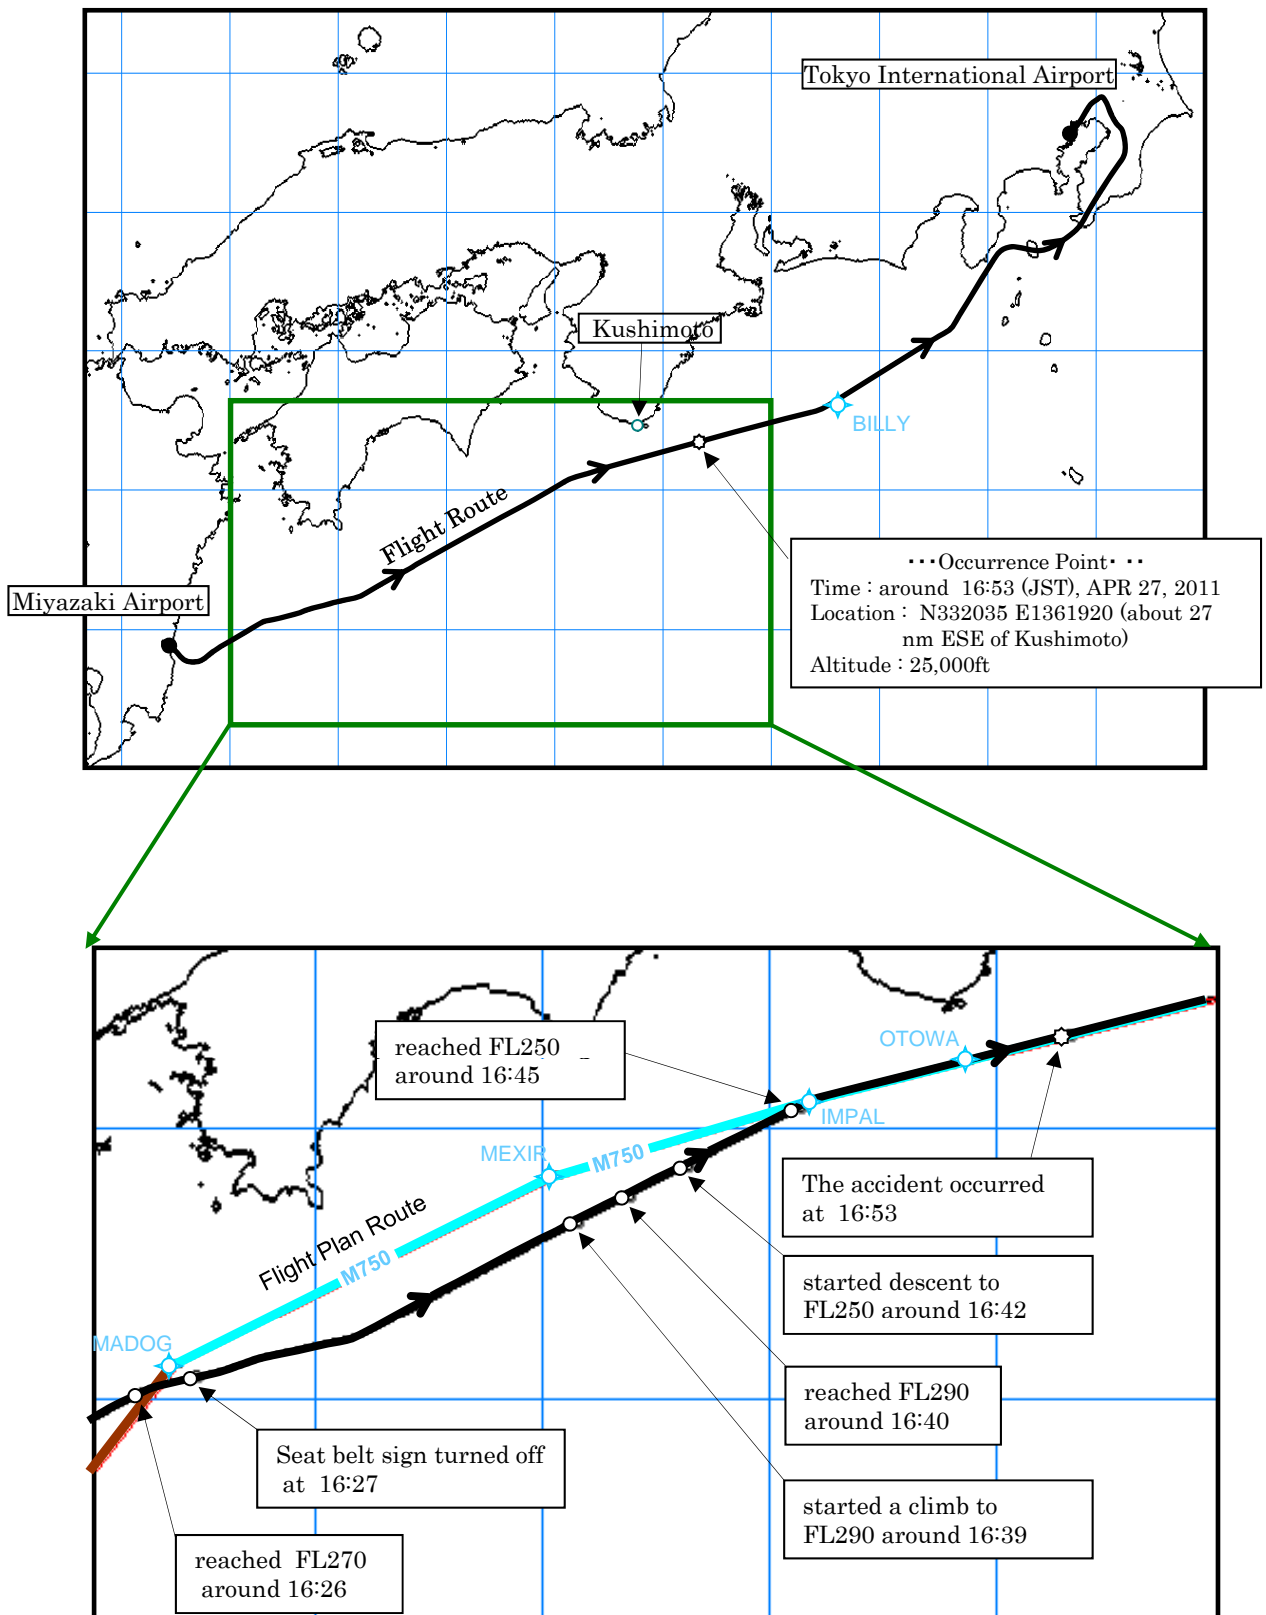 Tokyo International Airport
Kushimoto
BILLY
Flight Route
Miyazaki Airport
···Occurrence Point· ··
Time : around 16:53 (JST), APR 27, 2011
Location : N332035 E1361920 (about 27
nm ESE of Kushimoto)
Altitude : 25,000ft
reached FL250
around 16:45
OTOWA
IMPAL
MEXIR
M750
The accident occurred
at 16:53
Flight Plan Route
M750
started descent to
FL250 around 16:42
MADOG
reached FL290
around 16:40
Seat belt sign turned off
at 16:27
started a climb to
FL290 around 16:39
reached FL270
around 16:26